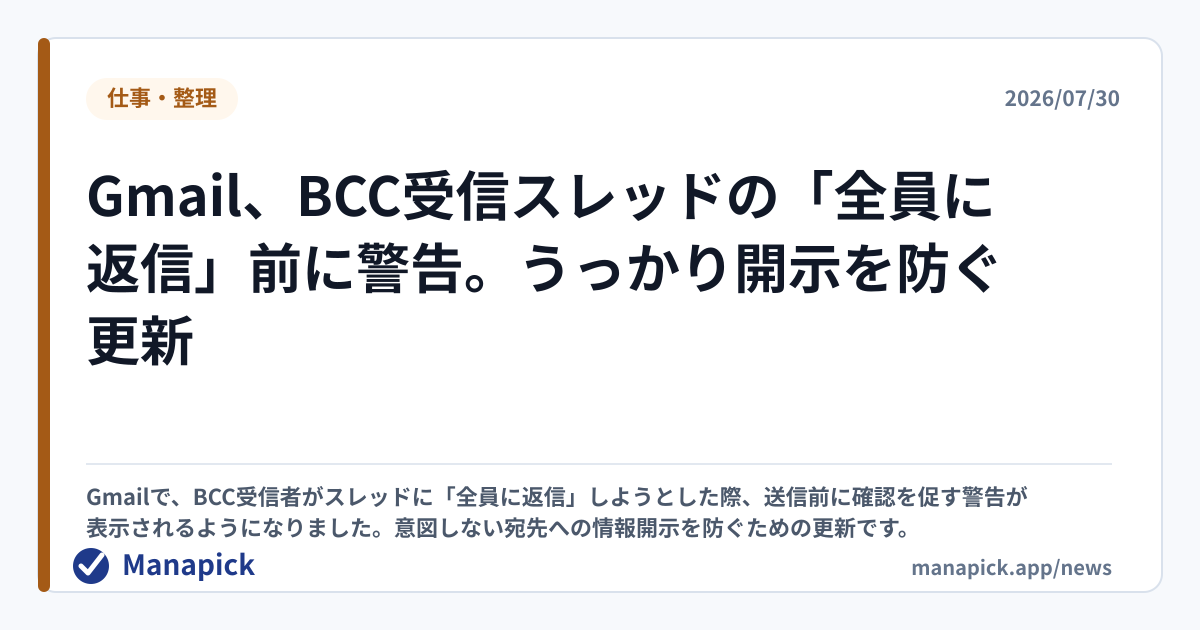 仕事・整理
2026/07/30
Gmail、BCC受信スレッドの「全員に
返信」前に警告。うっかり開示を防ぐ
更新
Gmailで、BCC受信者がスレッドに「全員に返信」しようとした際、送信前に確認を促す警告が
表示されるようになりました。意図しない宛先への情報開示を防ぐための更新です。
Manapick
manapick.app/news